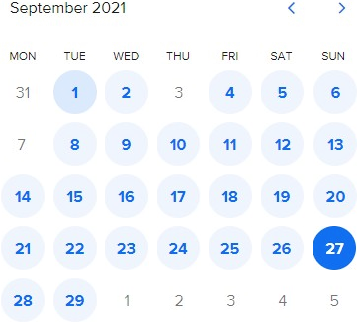 September 2021
MON TUE WED THU FRI SAT SUN
31 1 2 3 4 5 6
7 8 9 10 11 12 13
14 15 16 17 18 19 20
21 22 23 24 25 26 27
28 29 1 2 3 4 5